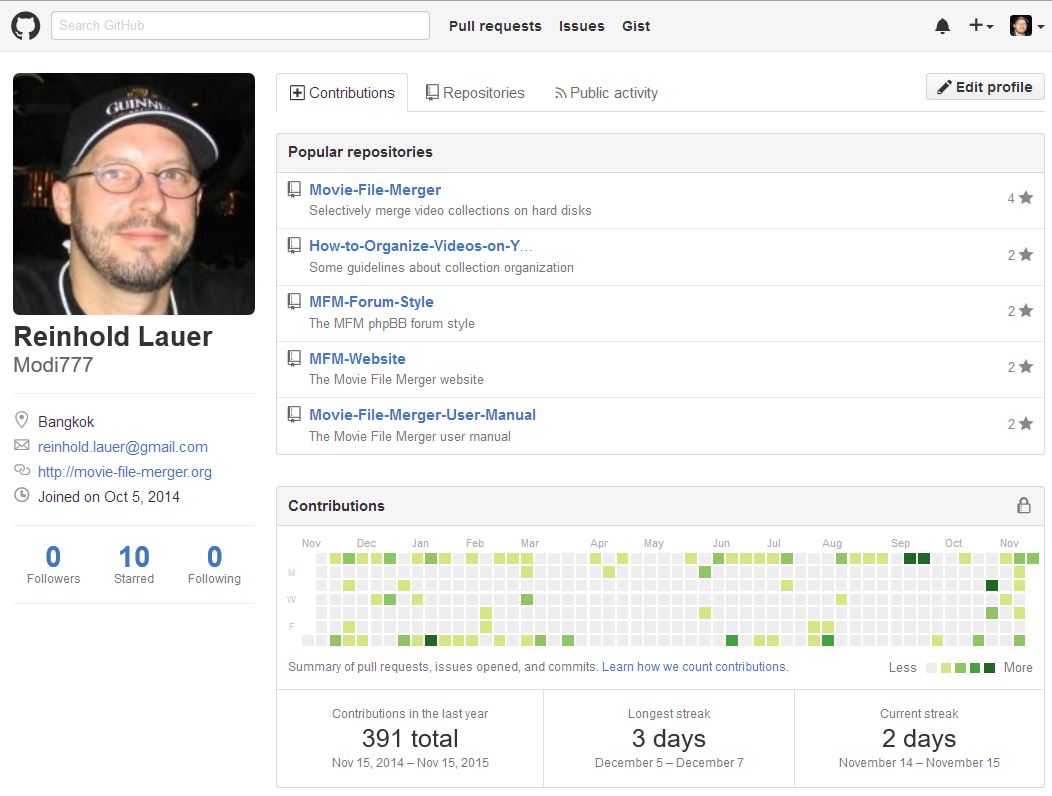 Search GitHub
Pull requests Issues Gist
GUINNE
Contributions Repositories Public activity
Edit profile
Reinhold Lauer
Modi777
Bangkok
reinhold.lauer@gmail.com
http://movie-file-merger.org
Joined on Oct 5, 2014
0 10 0
Followers Starred Following
Popular repositories
Movie-File-Merger 4
Selectively merge video collections on hard disks
How-to-Organize-Videos-on-Y… 2
Some guidelines about collection organization
MFM-Forum-Style 2
The MFM phpBB forum style
MFM-Website 2
The Movie File Merger website
Movie-File-Merger-User-Manual 2
The Movie File Merger user manual
Contributions
Nov Dec Jan Feb Mar Apr May Jun Jul Aug Sep Oct Nov
M
W
F
Summary of pull requests, issues opened, and commits. Learn how we count contributions. Less More
Contributions in the last year
391 total
Nov 15, 2014 – Nov 15, 2015
Longest streak
3 days
December 5 – December 7
Current streak
2 days
November 14 – November 15